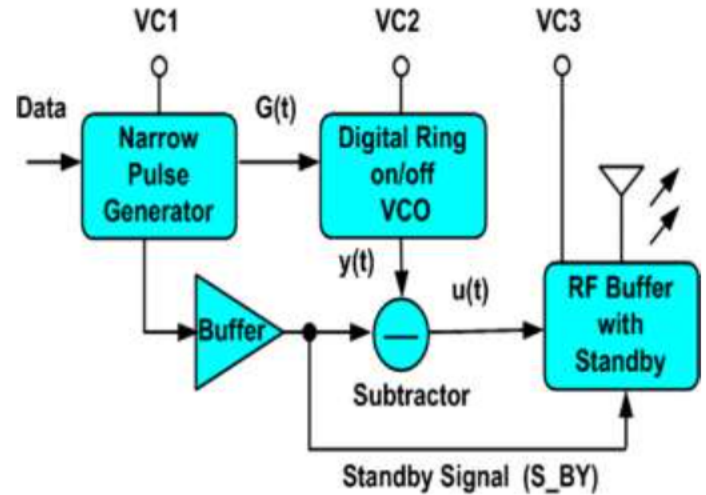 VC1
VC2
VC3
Data
Narrow
Pulse
Generator
G(t)
Digital Ring
on/off
VCO
y(t)
u(t)
Buffer
—
Subtractor
RF Buffer
with
Standby
Standby Signal (S_BY)